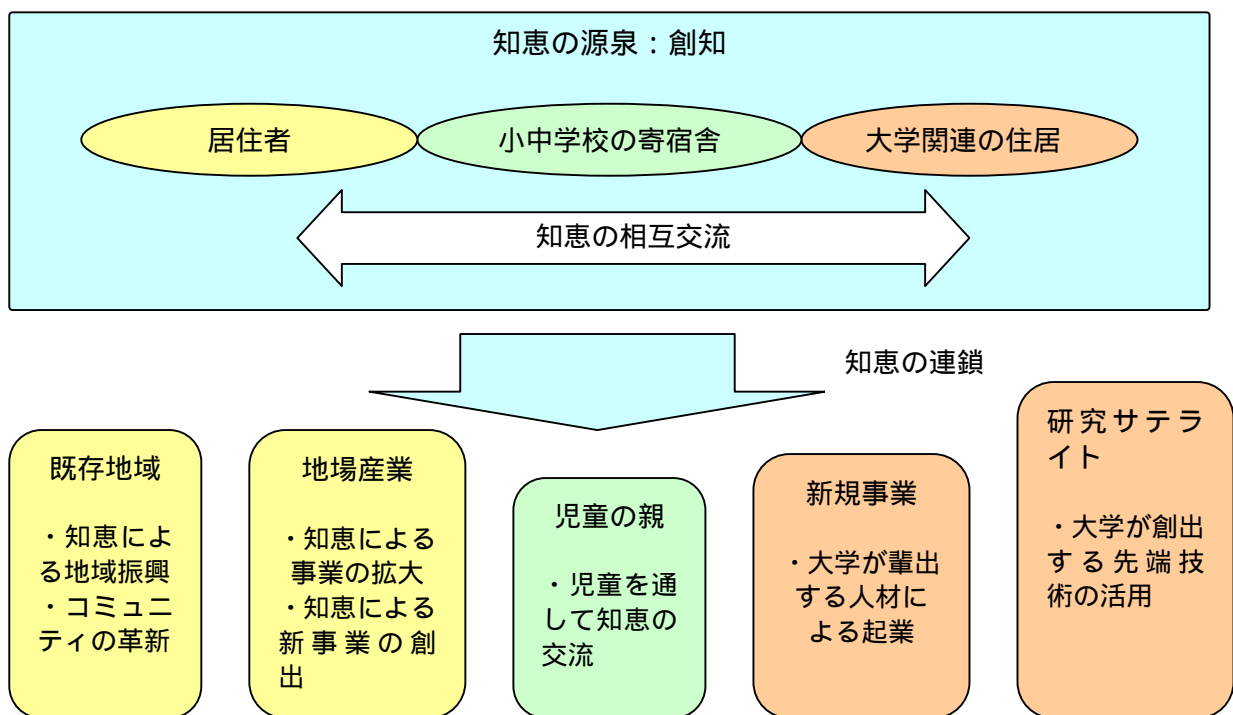 知恵の源泉：創知
居住者
小中学校の寄宿舎
大学関連の住居
知恵の相互交流
知恵の連鎖
既存地域
・知恵によ
る地域振興
・コミュニ
ティの革新
地場産業
・知恵による
事業の拡大
・知恵による
新事業の創
出
児童の親
・児童を通
して知恵の
交流
新規事業
・大学が輩出
する人材に
よる起業
研究サテラ
イト
・大学が創出
する先端技
術の活用